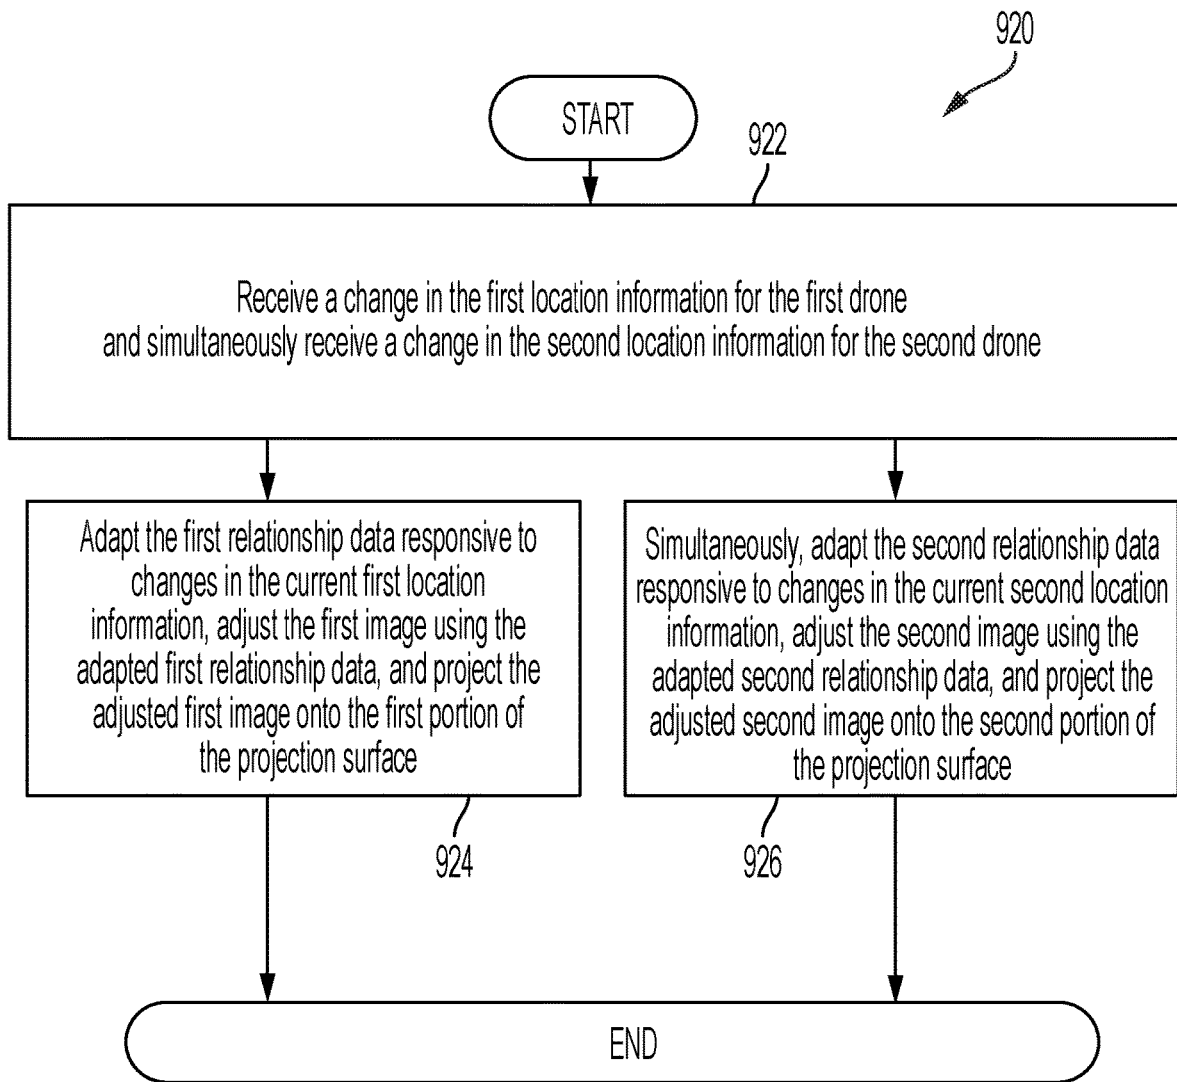 920
START
922
Receive a change in the first location information for the first drone
and simultaneously receive a change in the second location information for the second drone
Adapt the first relationship data responsive to
changes in the current first location
information, adjust the first image using the
adapted first relationship data, and project the
adjusted first image onto the first portion of
the projection surface
924
Simultaneously, adapt the second relationship data
responsive to changes in the current second location
information, adjust the second image using the
adapted second relationship data, and project the
adjusted second image onto the second portion of
the projection surface
926
END